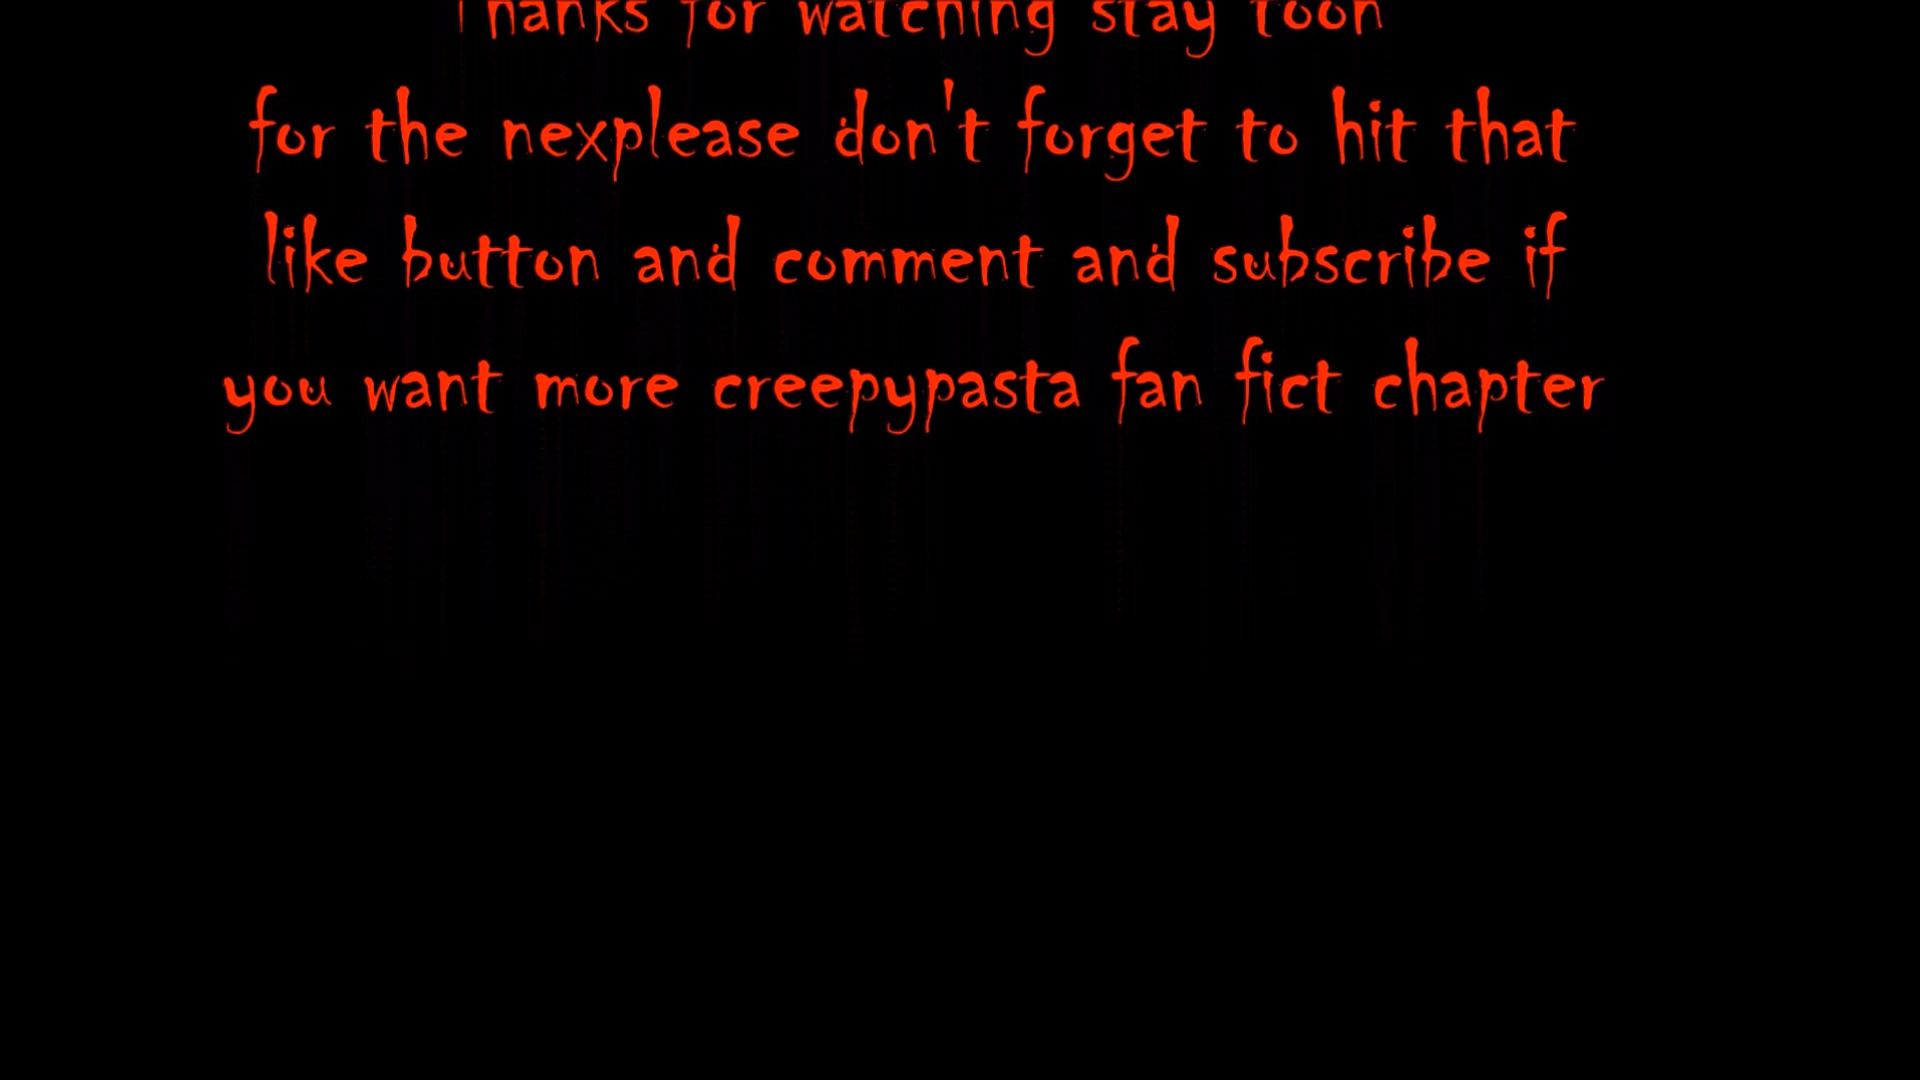 Thanks for watching stay toon
for the nexplease don't forget to hit that
like button and comment and subscribe if
you want more creepypasta fan fict chapter